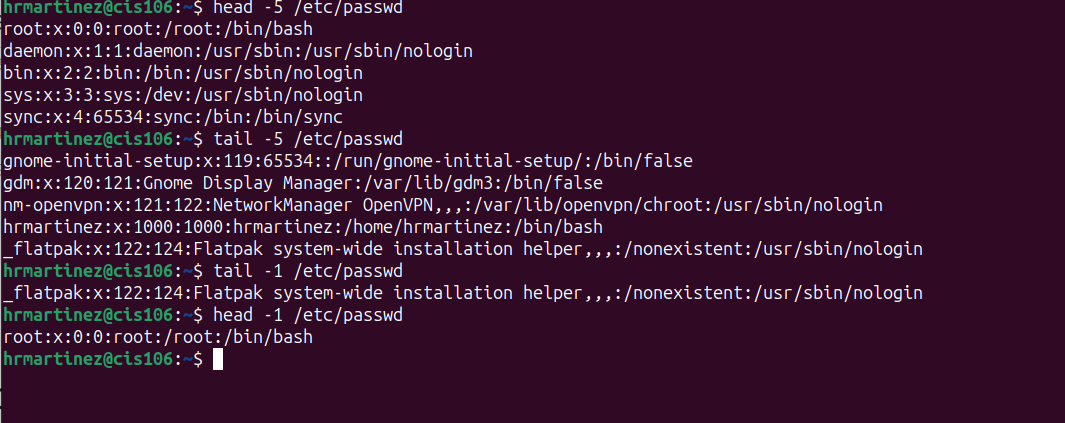 hrmartinez@cis106:~$ head -5 /etc/passwd
root:x:0:0:root:/root:/bin/bash
daemon:x:1:1:daemon:/usr/sbin:/usr/sbin/nologin
bin:x:2:2:bin:/bin:/usr/sbin/nologin
sys:x:3:3:sys:/dev:/usr/sbin/nologin
sync:x:4:65534:sync:/bin:/bin/sync
hrmartinez@cis106:~$ tail -5 /etc/passwd
gnome-initial-setup:x:119:65534::/run/gnome-initial-setup/:/bin/false
gdm:x:120:121:Gnome Display Manager:/var/lib/gdm3:/bin/false
nm-openvpn:x:121:122:NetworkManager OpenVPN,,,:/var/lib/openvpn/chroot:/usr/sbin/nologin
hrmartinez:x:1000:1000:hrmartinez:/home/hrmartinez:/bin/bash
_flatpak:x:122:124:Flatpak system-wide installation helper,,,:/nonexistent:/usr/sbin/nologin
hrmartinez@cis106:~$ tail -1 /etc/passwd
_flatpak:x:122:124:Flatpak system-wide installation helper,,,:/nonexistent:/usr/sbin/nologin
hrmartinez@cis106:~$ head -1 /etc/passwd
root:x:0:0:root:/root:/bin/bash
hrmartinez@cis106:~$